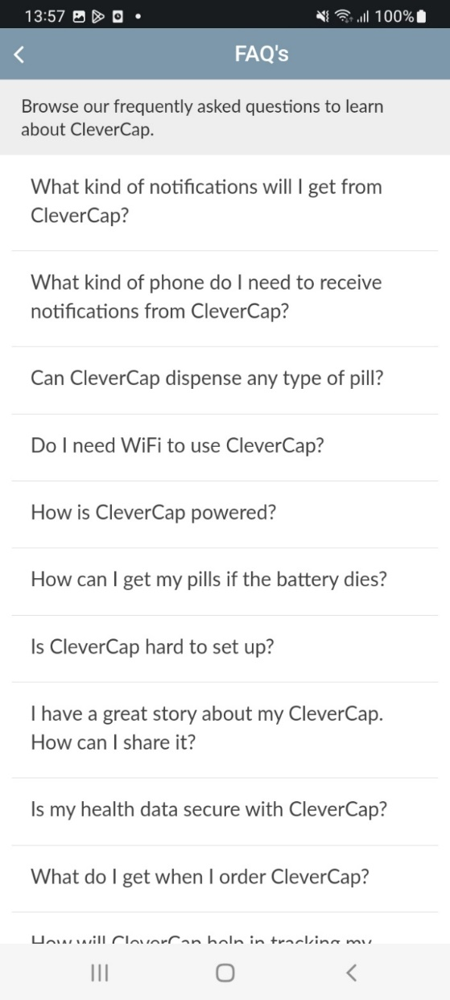 13:57
100%
FAQ's
Browse our frequently asked questions to learn
about CleverCap.
What kind of notifications will I get from
CleverCap?
What kind of phone do I need to receive
notifications from CleverCap?
Can CleverCap dispense any type of pill?
Do I need WiFi to use CleverCap?
How is CleverCap powered?
How can I get my pills if the battery dies?
Is CleverCap hard to set up?
I have a great story about my CleverCap.
How can I share it?
Is my health data secure with CleverCap?
What do I get when I order CleverCap?
How will CleverCap help in tracking my